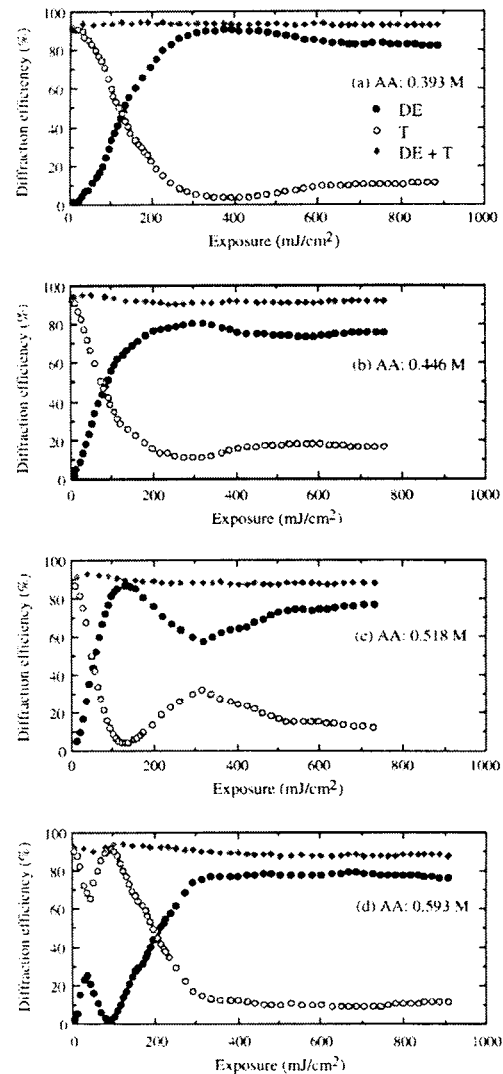 Diffraction efficiency (%)
100
80
60
40
20
0
(a) AA: 0.393 M
DE
T
DE + T
0 200 400 600 800 1000
Exposure (mJ/cm²)
Diffraction efficiency (%)
100
80
60
40
20
0
(b) AA: 0.446 M
0 200 400 600 800 1000
Exposure (mJ/cm²)
Diffraction efficiency (%)
100
80
60
40
20
0
(c) AA: 0.518 M
0 200 400 600 800 1000
Exposure (mJ/cm²)
Diffraction efficiency (%)
100
80
60
40
20
0
(d) AA: 0.593 M
0 200 400 600 800 1000
Exposure (mJ/cm²)